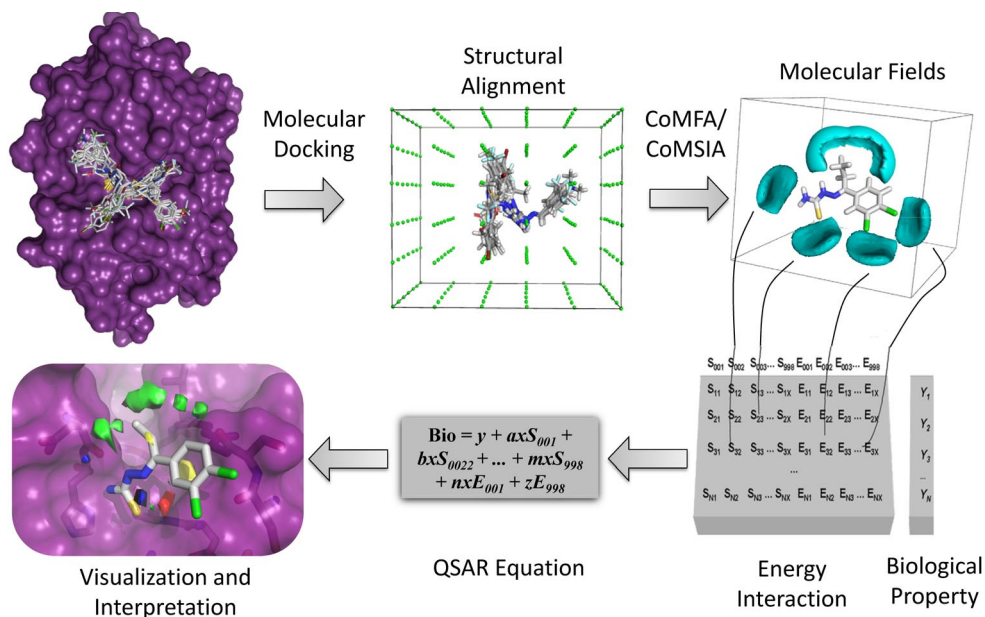 Molecular
Docking
Structural
Alignment
CoMFA/
CoMSIA
Molecular Fields
S001 S002 S003... S998 E001 E002 E003... E998
S11 S12 S13 ... S1X E11 E12 E13 ... E1X
S21 S22 S23 ... S2X E21 E22 E23 ... E2X
S31 S32 S33 ... S3X E31 E32 E33 ... E3X
...
SN1 SN2 SN3 ... SNX EN1 EN2 EN3 ... ENX
Y1
Y2
Y3
...
YN
Energy
Interaction
Biological
Property
Bio = y + axS001 +
bxS0022 + ... + mxS998
+ nxE001 + zE998
QSAR Equation
Visualization and
Interpretation